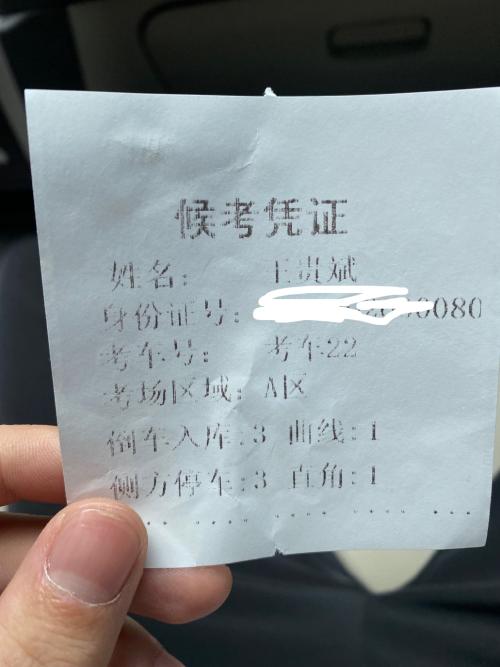 候考凭证
姓名： 王贵斌
身份证号： 0080
考车号： 考车22
考场区域：A区
倒车入库:3 曲线:1
侧方停车:3 直角:1